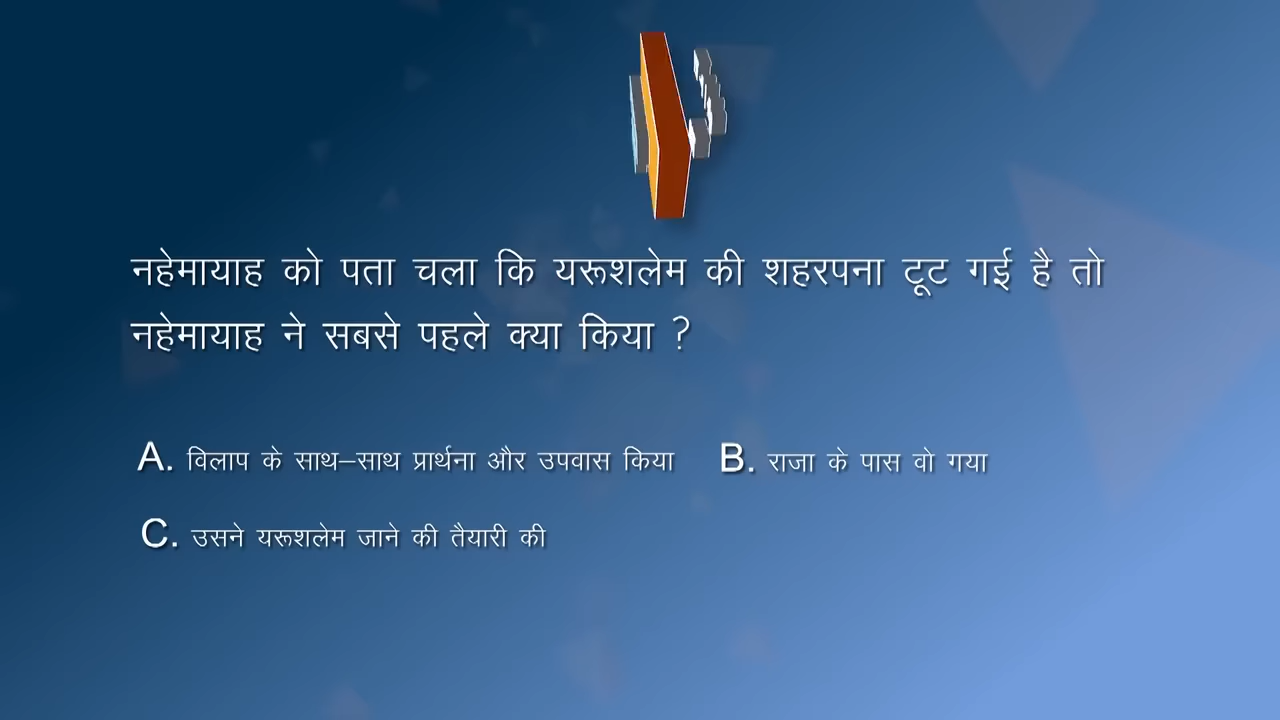 नहेमायाह को पता चला कि यरूशलेम की शहरपना टूट गई है तो
नहेमायाह ने सबसे पहले क्या किया ?
A. विलाप के साथ–साथ प्रार्थना और उपवास किया B. राजा के पास वो गया
C. उसने यरूशलेम जाने की तैयारी की